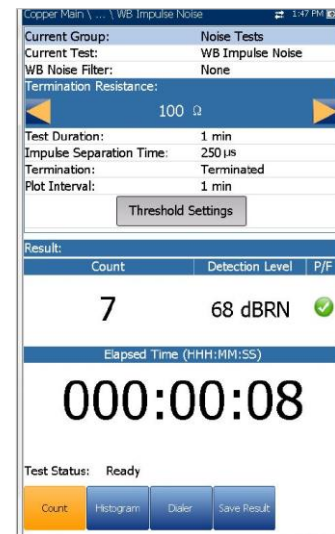 Copper Main \ ... \ WB Impulse Noise 1:47 PM
Current Group: Noise Tests
Current Test: WB Impulse Noise
WB Noise Filter: None
Termination Resistance:
100 Ω
Test Duration: 1 min
Impulse Separation Time: 250 µs
Termination: Terminated
Plot Interval: 1 min
Threshold Settings
Result:
Count Detection Level P/F
7 68 dBRN
Elapsed Time (HHH:MM:SS)
000:00:08
Test Status: Ready
Count Histogram Dialer Save Result